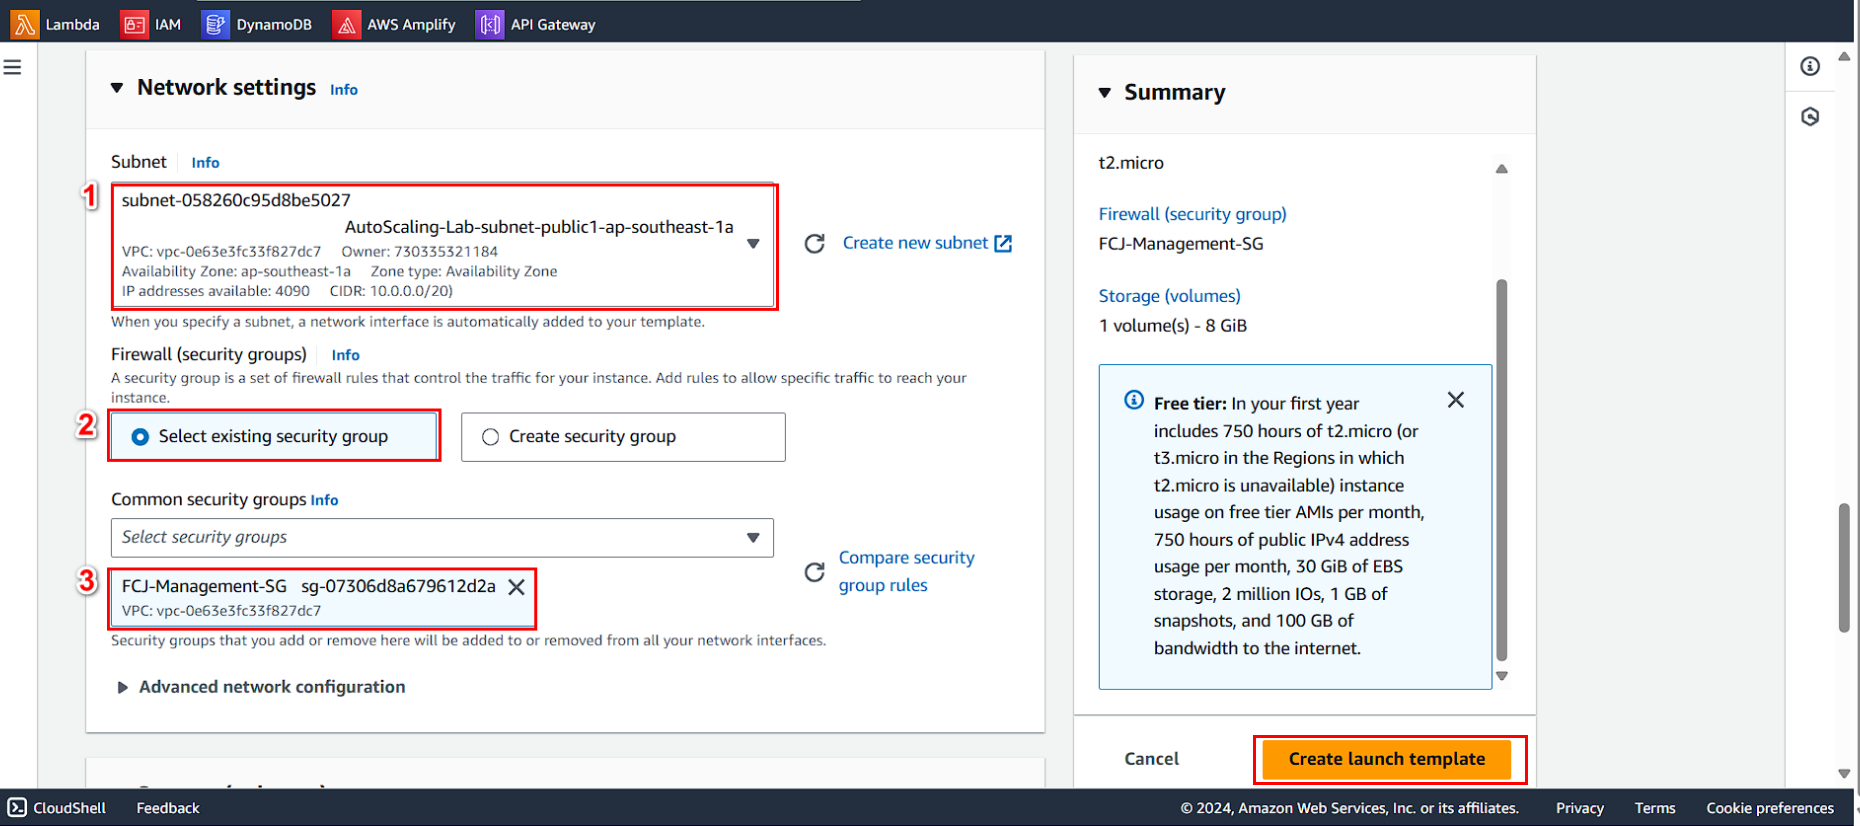 Lambda IAM DynamoDB AWS Amplify API Gateway
Network settings Info
Subnet Info
1
subnet-058260c95d8be5027
AutoScaling-Lab-subnet-public1-ap-southeast-1a
VPC: vpc-0e63e3fc33f827dc7 Owner: 730335321184
Availability Zone: ap-southeast-1a Zone type: Availability Zone
IP addresses available: 4090 CIDR: 10.0.0.0/20)
Create new subnet
When you specify a subnet, a network interface is automatically added to your template.
Firewall (security groups) Info
A security group is a set of firewall rules that control the traffic for your instance. Add rules to allow specific traffic to reach your
instance.
2
Select existing security group
Create security group
Common security groups Info
Select security groups
3
FCJ-Management-SG sg-07306d8a679612d2a
VPC: vpc-0e63e3fc33f827dc7
Compare security
group rules
Security groups that you add or remove here will be added to or removed from all your network interfaces.
Advanced network configuration
Summary
t2.micro
Firewall (security group)
FCJ-Management-SG
Storage (volumes)
1 volume(s) - 8 GiB
Free tier: In your first year
includes 750 hours of t2.micro (or
t3.micro in the Regions in which
t2.micro is unavailable) instance
usage on free tier AMIs per month,
750 hours of public IPv4 address
usage per month, 30 GiB of EBS
storage, 2 million IOs, 1 GB of
snapshots, and 100 GB of
bandwidth to the internet.
Cancel
Create launch template
CloudShell Feedback
© 2024, Amazon Web Services, Inc. or its affiliates. Privacy Terms Cookie preferences